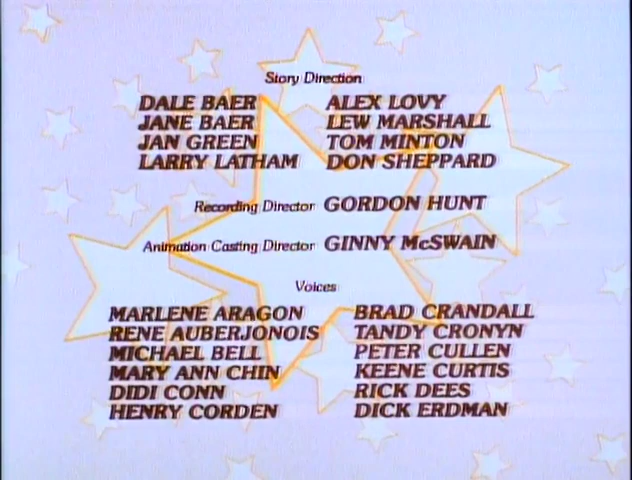 Story Direction
DALE BAER ALEX LOVY
JANE BAER LEW MARSHALL
JAN GREEN TOM MINTON
LARRY LATHAM DON SHEPPARD
Recording Director GORDON HUNT
Animation Casting Director GINNY McSWAIN
Voices
MARLENE ARAGON BRAD CRANDALL
RENE AUBERJONOIS TANDY CRONYN
MICHAEL BELL PETER CULLEN
MARY ANN CHIN KEENE CURTIS
DIDI CONN RICK DEES
HENRY CORDEN DICK ERDMAN